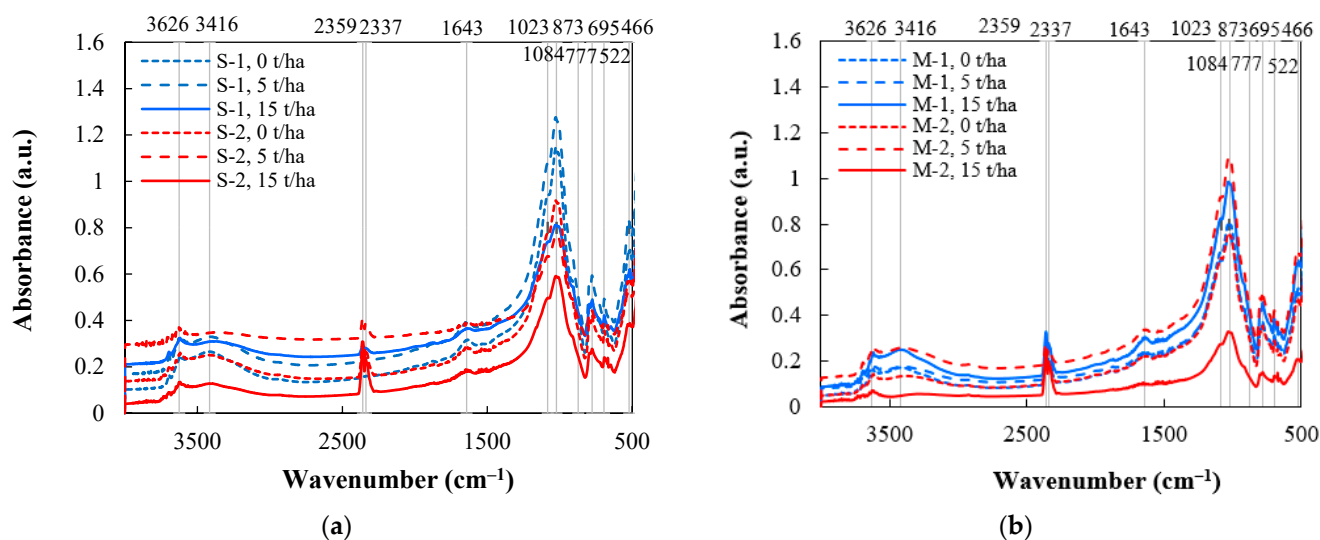 3626 3416 2359 2337 1643 1023 873 695 466
1084 777 522
1.6
1.4
1.2
1
0.8
0.6
0.4
0.2
0
S-1, 0 t/ha
S-1, 5 t/ha
S-1, 15 t/ha
S-2, 0 t/ha
S-2, 5 t/ha
S-2, 15 t/ha
Absorbance (a.u.)
3500 2500 1500 500
Wavenumber (cm⁻¹)
(a)
3626 3416 2359 2337 1643 1023 873 695 466
1084 777 522
1.6
1.4
1.2
1
0.8
0.6
0.4
0.2
0
M-1, 0 t/ha
M-1, 5 t/ha
M-1, 15 t/ha
M-2, 0 t/ha
M-2, 5 t/ha
M-2, 15 t/ha
Absorbance (a.u.)
3500 2500 1500 500
Wavenumber (cm⁻¹)
(b)